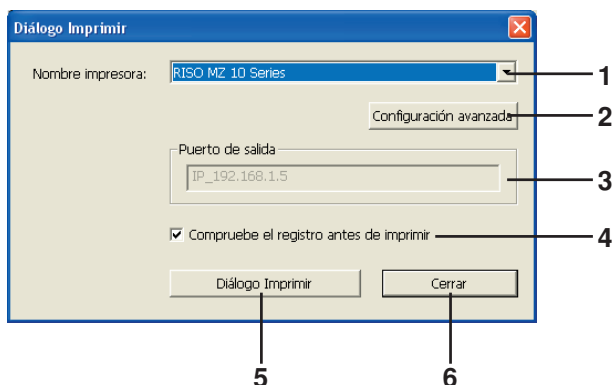 Diálogo Imprimir
Nombre impresora:
RISO MZ 10 Series
1
Configuración avanzada
2
Puerto de salida
IP_192.168.1.5
3
Compruebe el registro antes de imprimir
4
Diálogo Imprimir
Cerrar
5
6